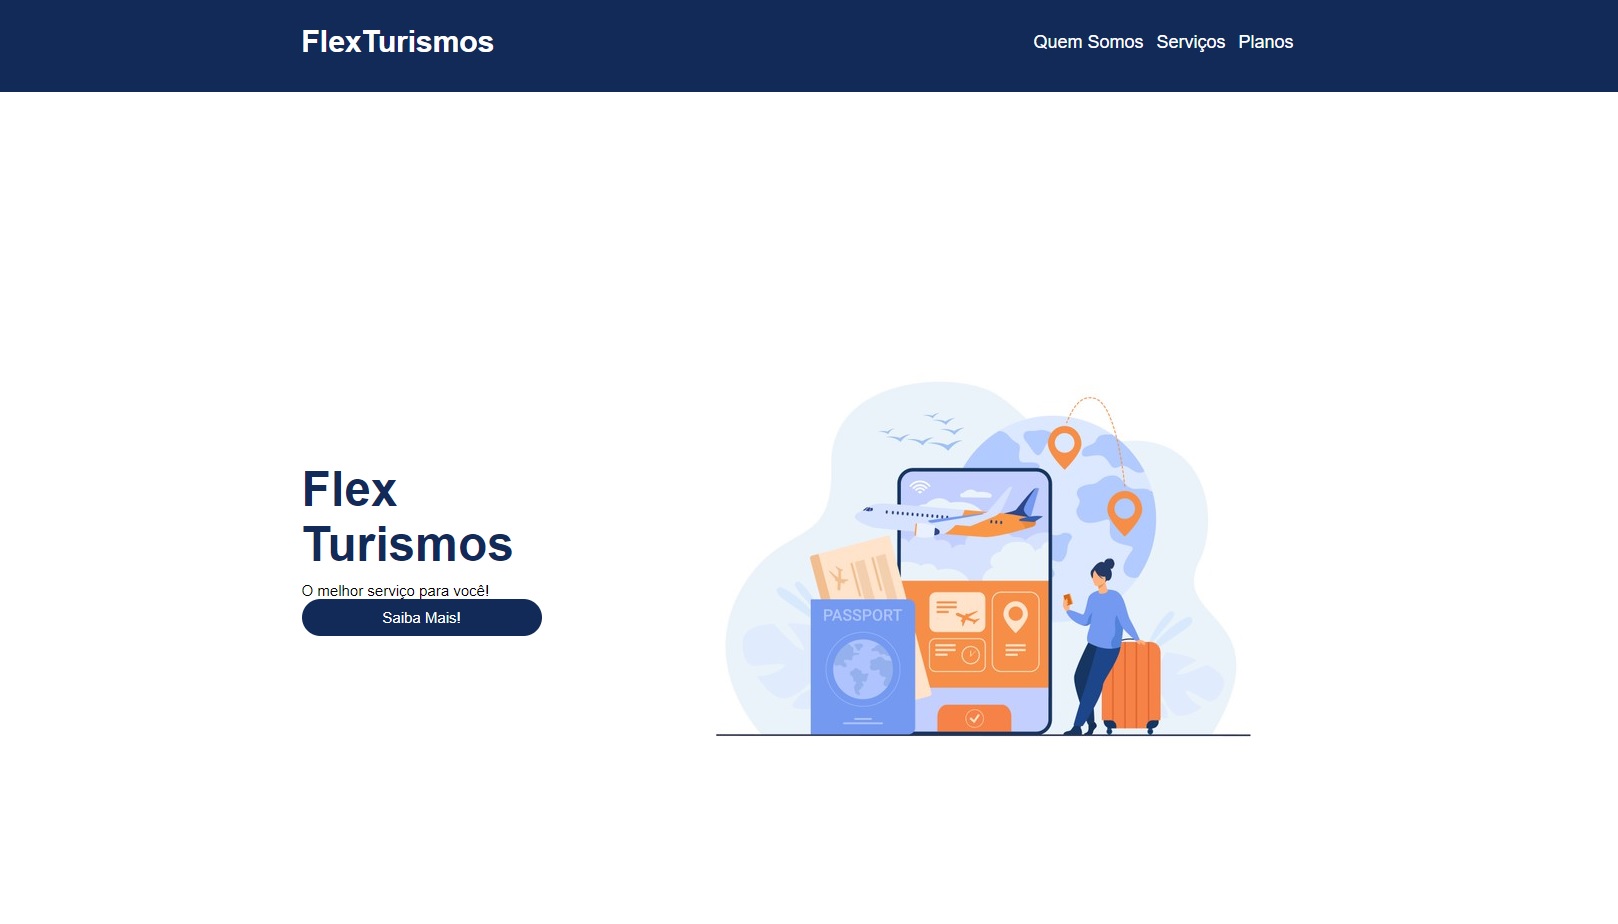 FlexTurismos
Quem Somos Serviços Planos
Flex
Turismos
O melhor serviço para você!
Saiba Mais!
PASSPORT